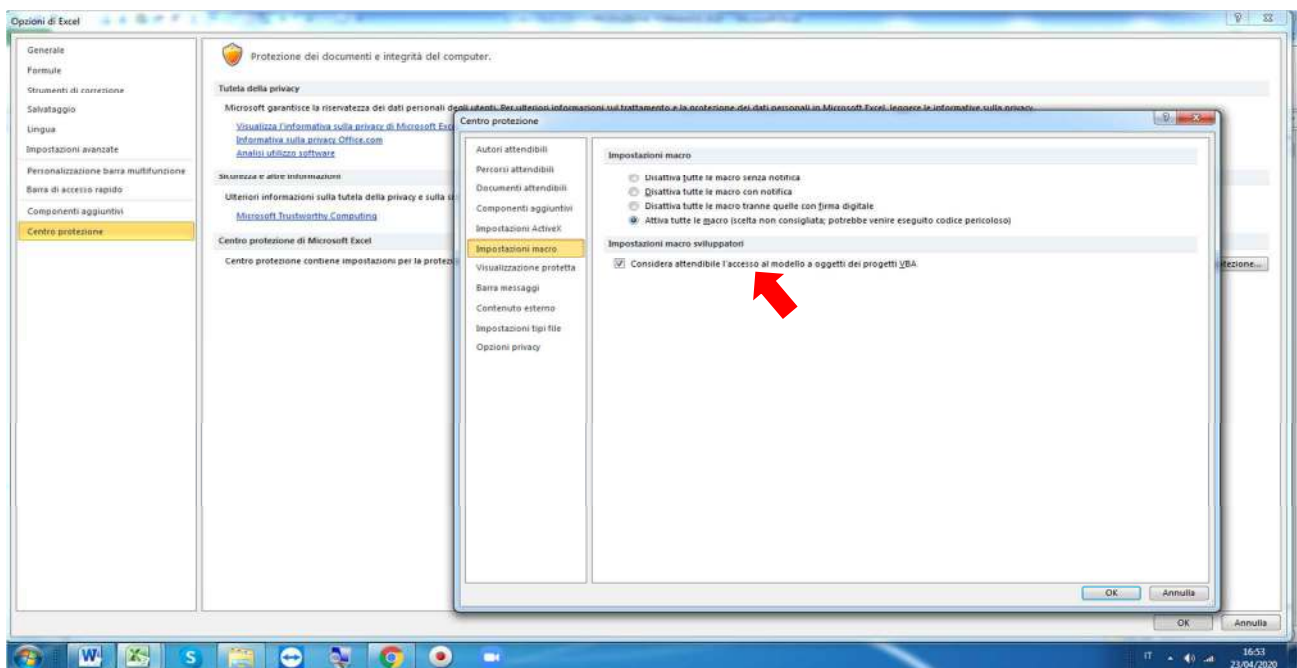 Opzioni di Excel
Generale
Formule
Strumenti di correzione
Salvataggio
Lingua
Impostazioni avanzate
Personalizzazione barra multifunzione
Barra di accesso rapido
Componenti aggiuntivi
Centro protezione
Protezione dei documenti e integrità del computer.
Tutela della privacy
Microsoft garantisce la riservatezza dei dati personali degli utenti. Per ulteriori informazioni sul trattamento e la protezione dei dati personali in Microsoft Excel, leggere le informative sulla privacy.
Visualizza l'informativa sulla privacy di Microsoft Exc
Informativa sulla privacy Office.com
Analisi utilizzo software
Sicurezza e altre informazioni
Ulteriori informazioni sulla tutela della privacy e sulla
Microsoft Trustworthy Computing
Centro protezione di Microsoft Excel
Centro protezione contiene impostazioni per la protez
tezione...
Centro protezione
Autori attendibili
Percorsi attendibili
Documenti attendibili
Componenti aggiuntivi
Impostazioni ActiveX
Impostazioni macro
Visualizzazione protetta
Barra messaggi
Contenuto esterno
Impostazioni tipi file
Opzioni privacy
Impostazioni macro
Disattiva tutte le macro senza notifica
Disattiva tutte le macro con notifica
Disattiva tutte le macro tranne quelle con firma digitale
Attiva tutte le macro (scelta non consigliata; potrebbe venire eseguito codice pericoloso)
Impostazioni macro sviluppatori
Considera attendibile l'accesso al modello a oggetti dei progetti VBA
OK Annulla
OK Annulla
IT 16:53
23/04/2020